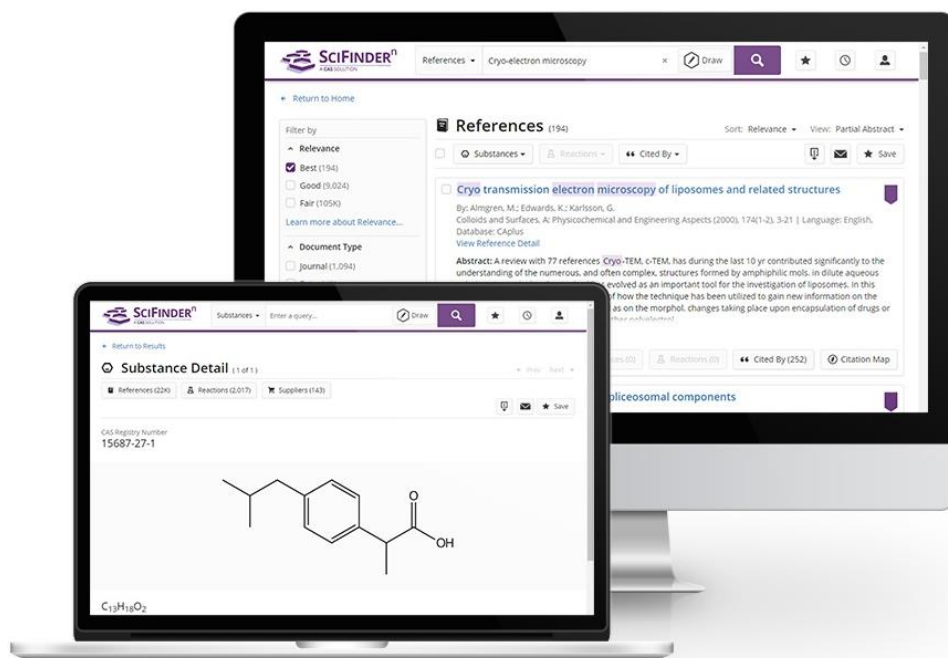 SCIFINDERⁿ
A CAS SOLUTION
References
Cryo-electron microscopy
×
Draw
Return to Home
Filter by
Relevance
Best (194)
Good (9,024)
Fair (105K)
Learn more about Relevance...
Document Type
Journal (1,094)
References (194)
Sort: Relevance View: Partial Abstract
Substances Reactions Cited By Save
Cryo transmission electron microscopy of liposomes and related structures
By: Almgren, M.; Edwards, K.; Karlsson, G.
Colloids and Surfaces, A: Physicochemical and Engineering Aspects (2000), 174(1-2), 3-21 | Language: English,
Database: CAplus
View Reference Detail
Abstract: A review with 77 references Cryo-TEM, c-TEM, has during the last 10 yr contributed significantly to the
understanding of the numerous, and often complex, structures formed by amphiphilic mols. in dilute aqueous
evolved as an important tool for the investigation of liposomes. In this
of how the technique has been utilized to gain new information on the
as on the morphol. changes taking place upon encapsulation of drugs or
Reactions (0) Cited By (252) Citation Map
pliceosomal components
SCIFINDERⁿ
A CAS SOLUTION
Substances Enter a query... Draw
Return to Results
Substance Detail (1 of 1)
Prev Next
References (22K) Reactions (2,017) Suppliers (143)
Save
CAS Registry Number
15687-27-1
O
OH
C₁₃H₁₈O₂